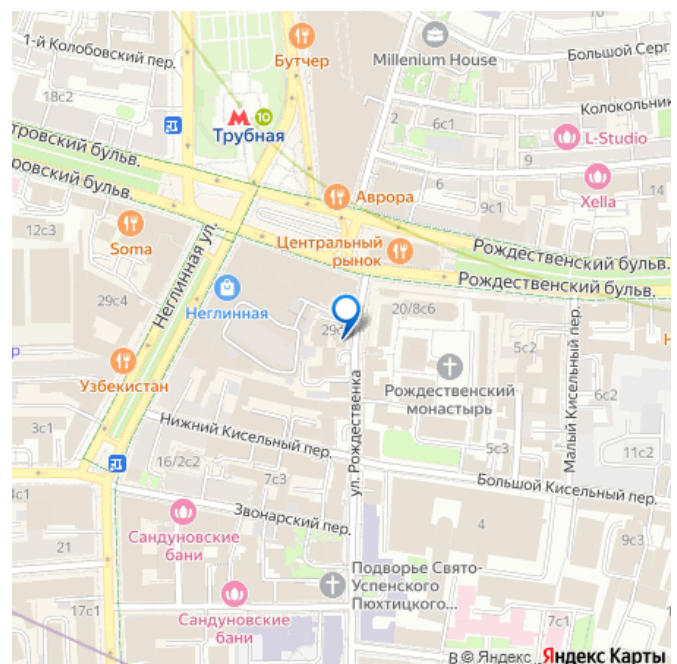 1-й Колобовский пер.
Бутчер
Millenium House
Большой Серг
18с2
М 10
Трубная
2
6с1
Колокольник
L-Studio
9
Xella
14
тровский бульв.
ровский бульв.
Аврора
6
9с1
12с3
Soma
Неглинная ул.
Центральный
рынок
Рождественский бульв.
Рождественский бульв.
29с4
Неглинная
20/8с6
5с2
Узбекистан
ул. Рождественка
Рождественский
монастырь
Малый Кисельный пер.
6с2
3с1
Нижний Кисельный пер.
5с3
11с2
16/2с2
7с3
Большой Кисельный пер.
Звонарский пер.
4
9с3
Сандуновские
бани
21
Подворье Свято-
Успенского
Пюхтицкого...
Сандуновские
бани
17с1
© Яндекс
Яндекс Карты